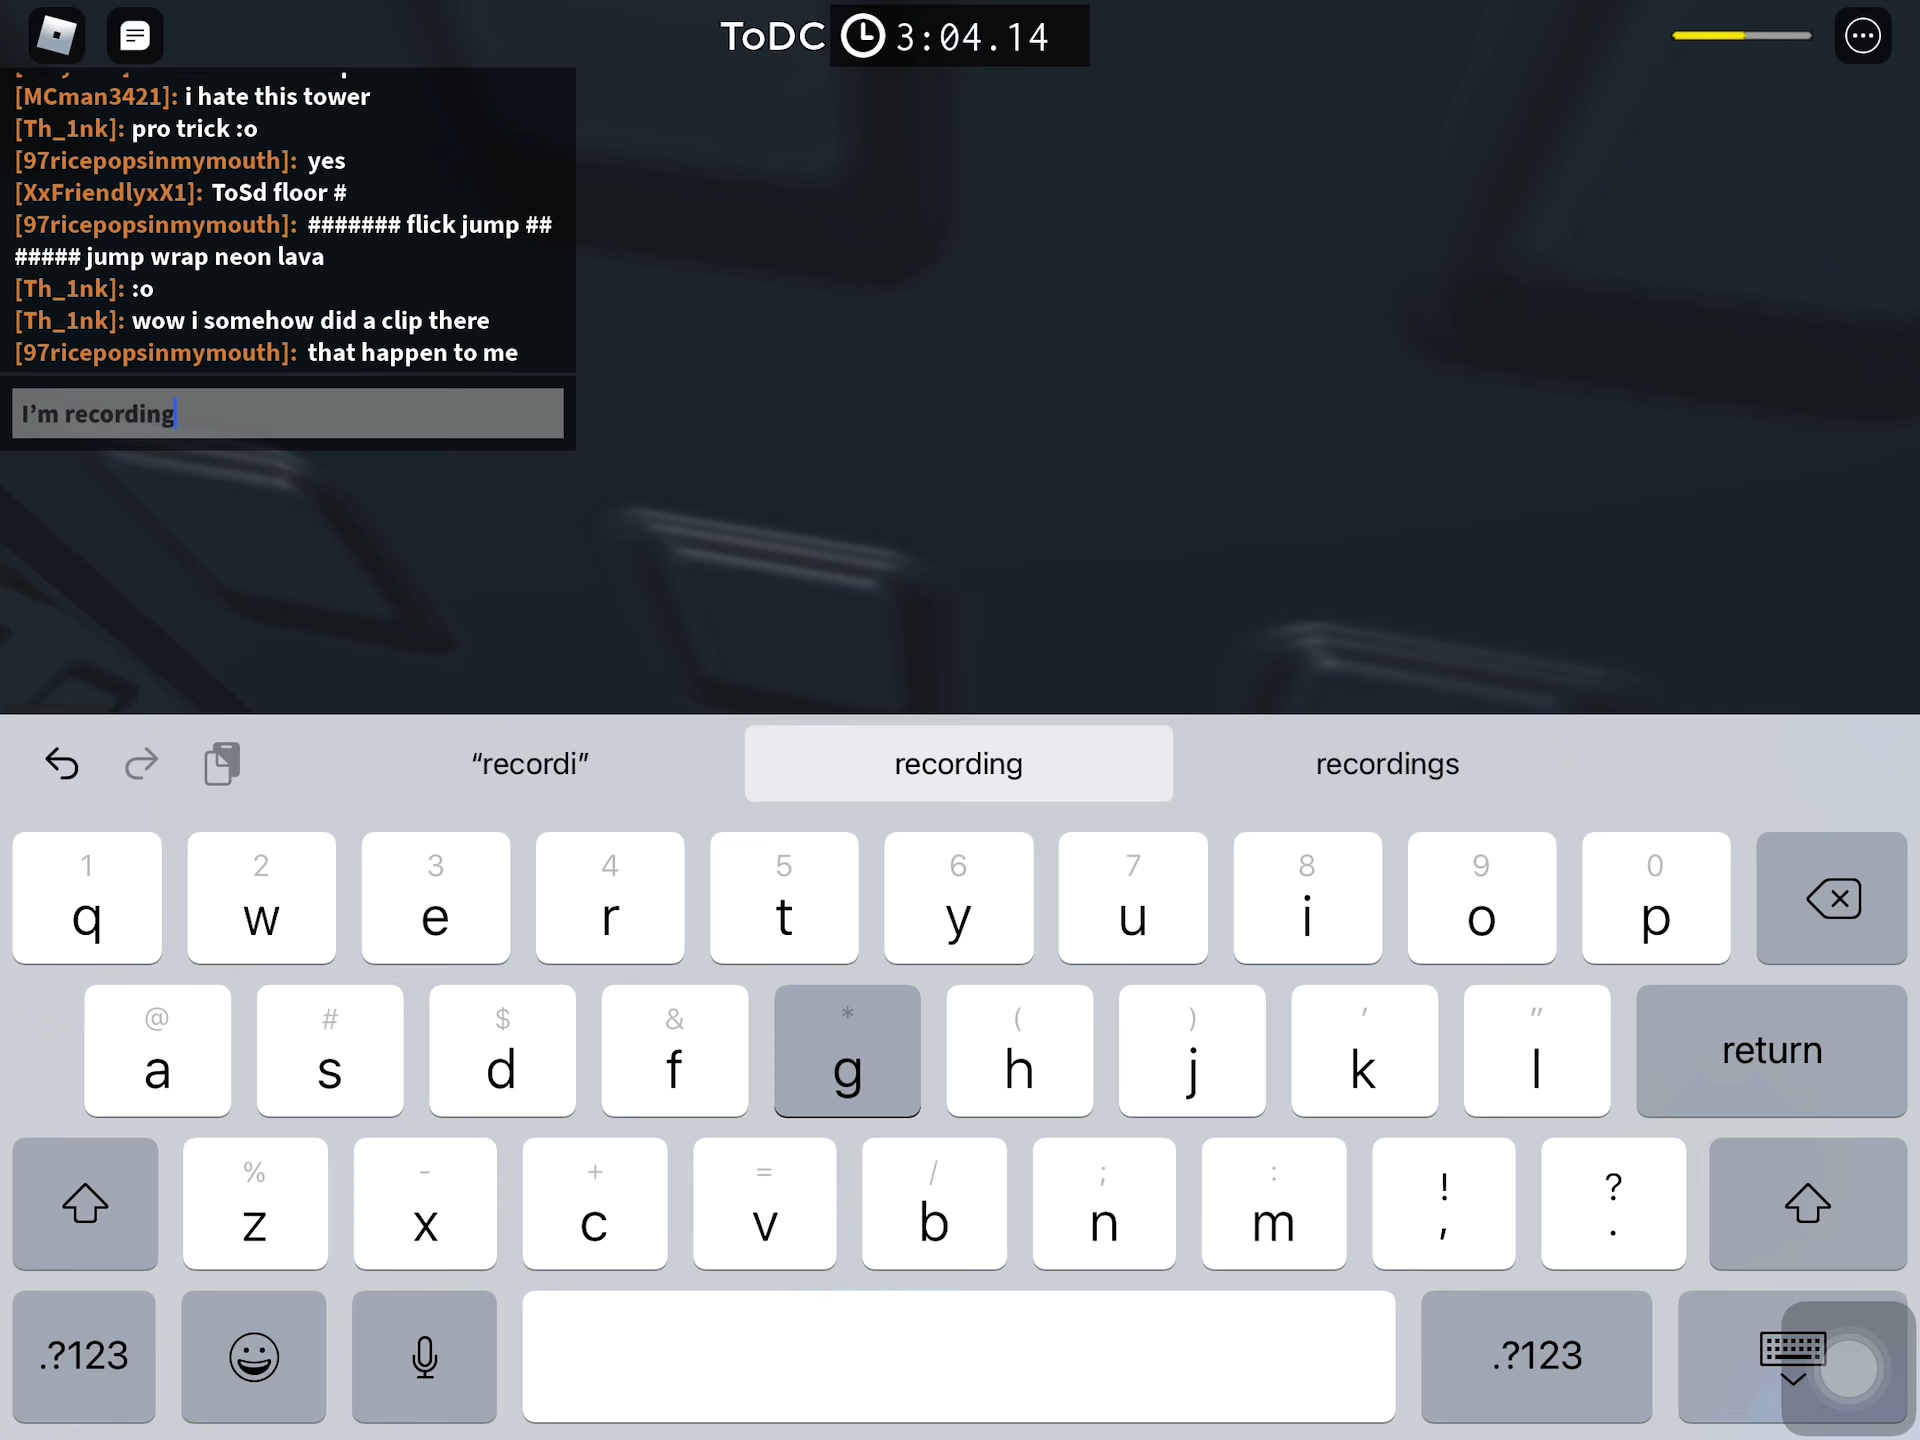 ToDC 3:04.14
[MCman3421]: i hate this tower
[Th_1nk]: pro trick :o
[97ricepopsinmymouth]: yes
[XxFriendlyxX1]: ToSd floor #
[97ricepopsinmymouth]: ####### flick jump ##
##### jump wrap neon lava
[Th_1nk]: :o
[Th_1nk]: wow i somehow did a clip there
[97ricepopsinmymouth]: that happen to me
I’m recording
“recordi” recording recordings
1 2 3 4 5 6 7 8 9 0
q w e r t y u i o p
@ # $ & * ( ) ' "
a s d f g h j k l return
% - + = / ; : ! ?
z x c v b n m , .
.?123 .?123